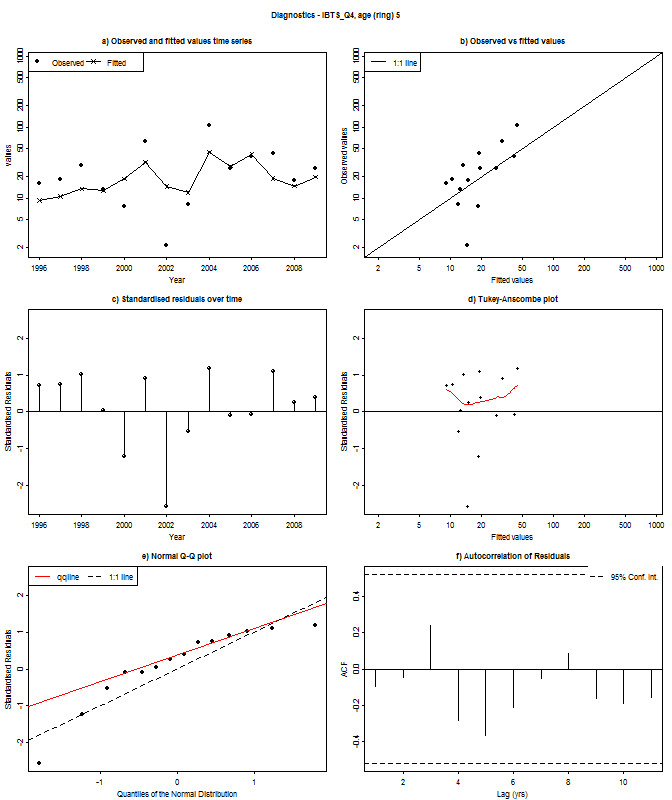 Diagnostics - IBTS_Q4, age (ring) 5
a) Observed and fitted values time series
Observed Fitted
values
2 5 10 20 50 100 200 500 1000
1996 1998 2000 2002 2004 2006 2008
Year
b) Observed vs fitted values
1:1 line
Observed values
2 5 10 20 50 100 200 500 1000
2 5 10 20 50 100 200 500 1000
Fitted values
c) Standardised residuals over time
Standardised Residuals
-2 -1 0 1 2
1996 1998 2000 2002 2004 2006 2008
Year
d) Tukey-Anscombe plot
Standardised Residuals
-2 -1 0 1 2
2 5 10 20 50 100 200 500 1000
Fitted values
e) Normal Q-Q plot
qqline 1:1 line
Standardised Residuals
-2 -1 0 1 2
-1 0 1
Quantiles of the Normal Distribution
f) Autocorrelation of Residuals
95% Conf. Int.
ACF
-0.4 -0.2 0.0 0.2 0.4
2 4 6 8 10
Lag (yrs)